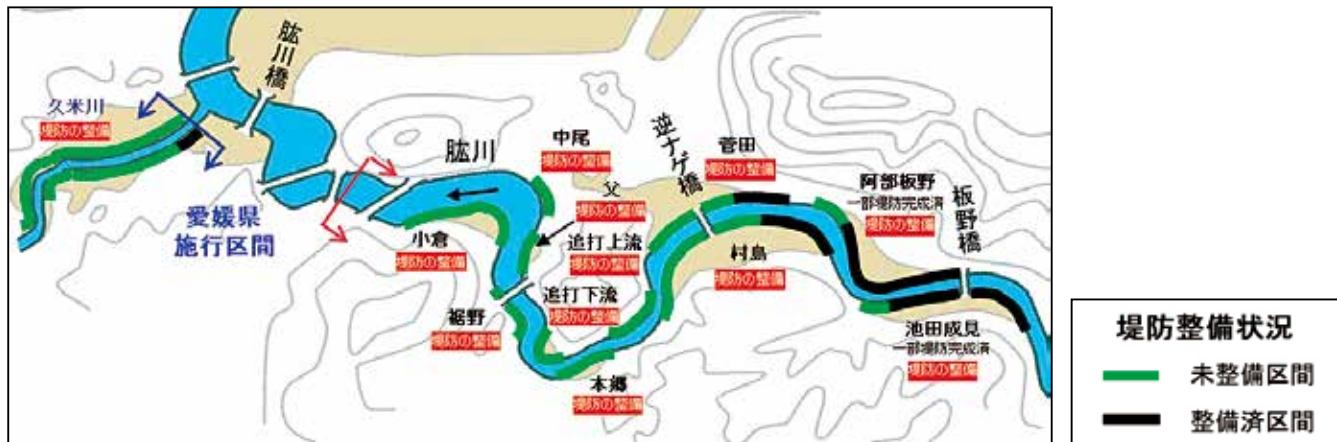 肱川橋
久米川
堤防の整備
愛媛県
施行区間
肱川
中尾
堤防の整備
父
堤防の整備
小倉
堤防の整備
追打上流
堤防の整備
追打下流
堤防の整備
裾野
堤防の整備
本郷
堤防の整備
逆ナゲ橋
菅田
堤防の整備
村島
堤防の整備
阿部板野
一部堤防完成済
堤防の整備
板野橋
池田成見
一部堤防完成済
堤防の整備
堤防整備状況
未整備区間
整備済区間